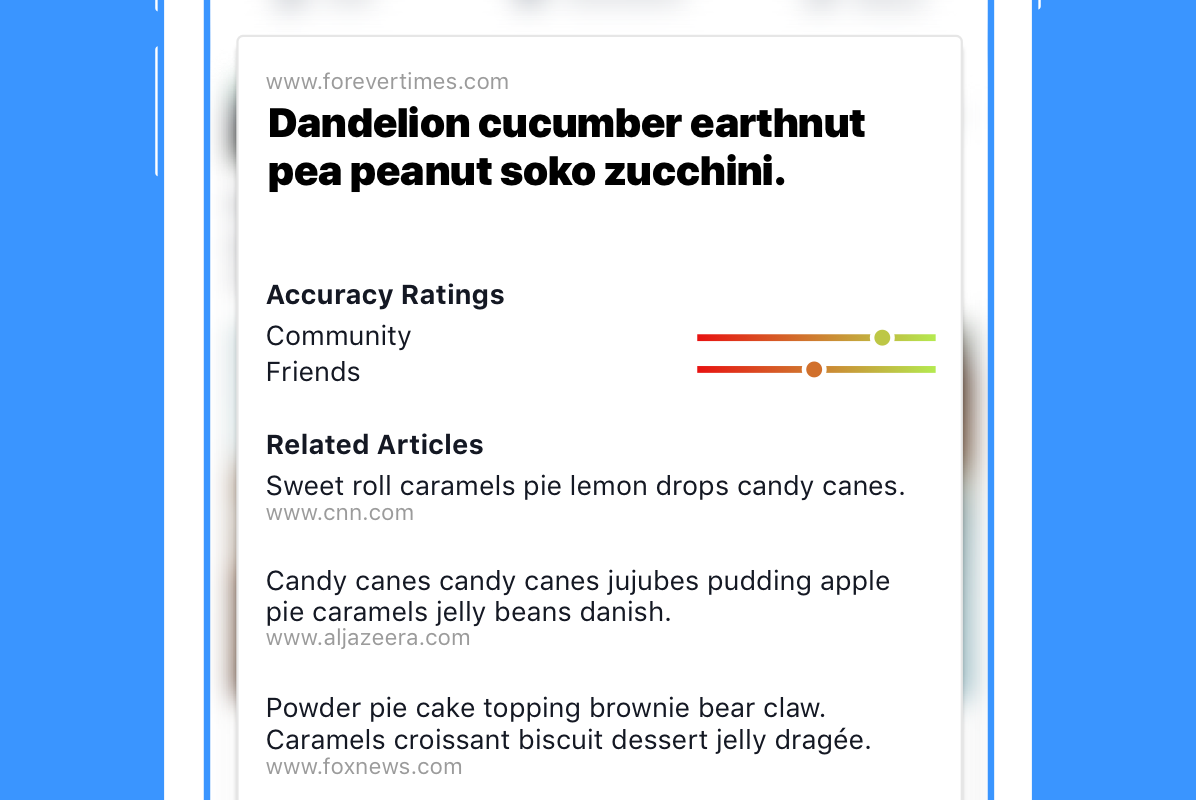 www.forevertimes.com
Dandelion cucumber earthnut
pea peanut soko zucchini.
Accuracy Ratings
Community
Friends
Related Articles
Sweet roll caramels pie lemon drops candy canes.
www.cnn.com
Candy canes candy canes jujubes pudding apple
pie caramels jelly beans danish.
www.aljazeera.com
Powder pie cake topping brownie bear claw.
Caramels croissant biscuit dessert jelly dragée.
www.foxnews.com